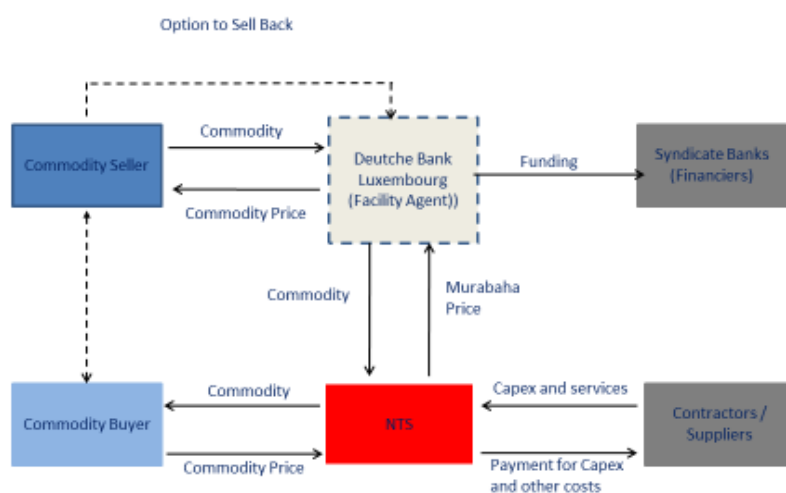 Option to Sell Back
Commodity Seller
Commodity
Commodity Price
Deutche Bank
Luxembourg
(Facility Agent))
Funding
Syndicate Banks
(Financiers)
Commodity
Murabaha
Price
Commodity Buyer
Commodity
Commodity Price
NTS
Capex and services
Payment for Capex
and other costs
Contractors /
Suppliers